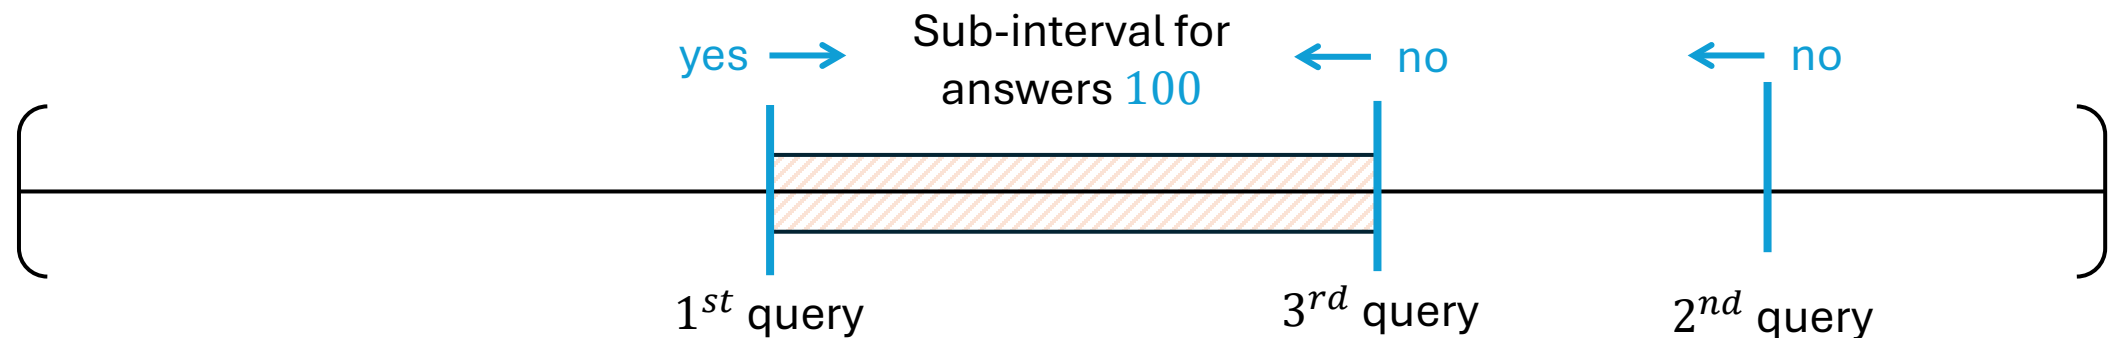 yes
Sub-interval for
answers 100
no
no
1st query
3rd query
2nd query